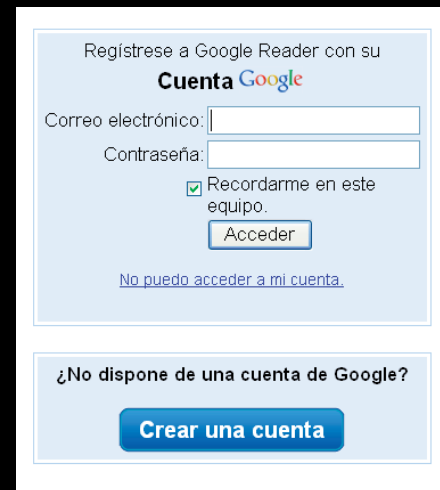 Regístrese a Google Reader con su
Cuenta Google
Correo electrónico:
Contraseña:
Recordarme en este
equipo.
Acceder
No puedo acceder a mi cuenta.
¿No dispone de una cuenta de Google?
Crear una cuenta